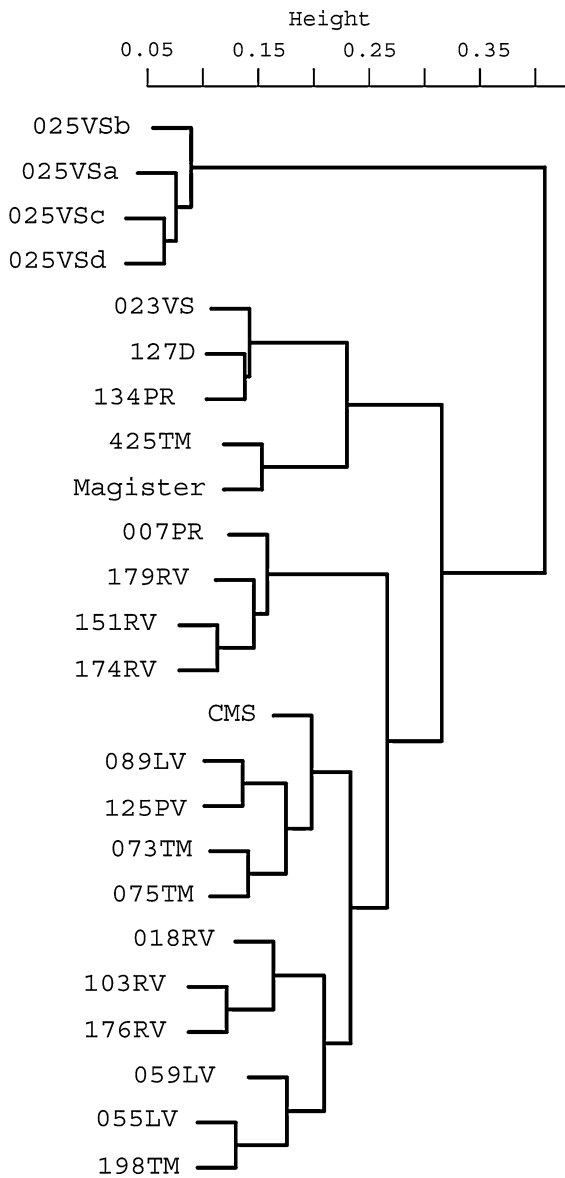 Height
0.05 0.15 0.25 0.35
025VSb
025VSa
025VSc
025VSd
023VS
127D
134PR
425TM
Magister
007PR
179RV
151RV
174RV
CMS
089LV
125PV
073TM
075TM
018RV
103RV
176RV
059LV
055LV
198TM